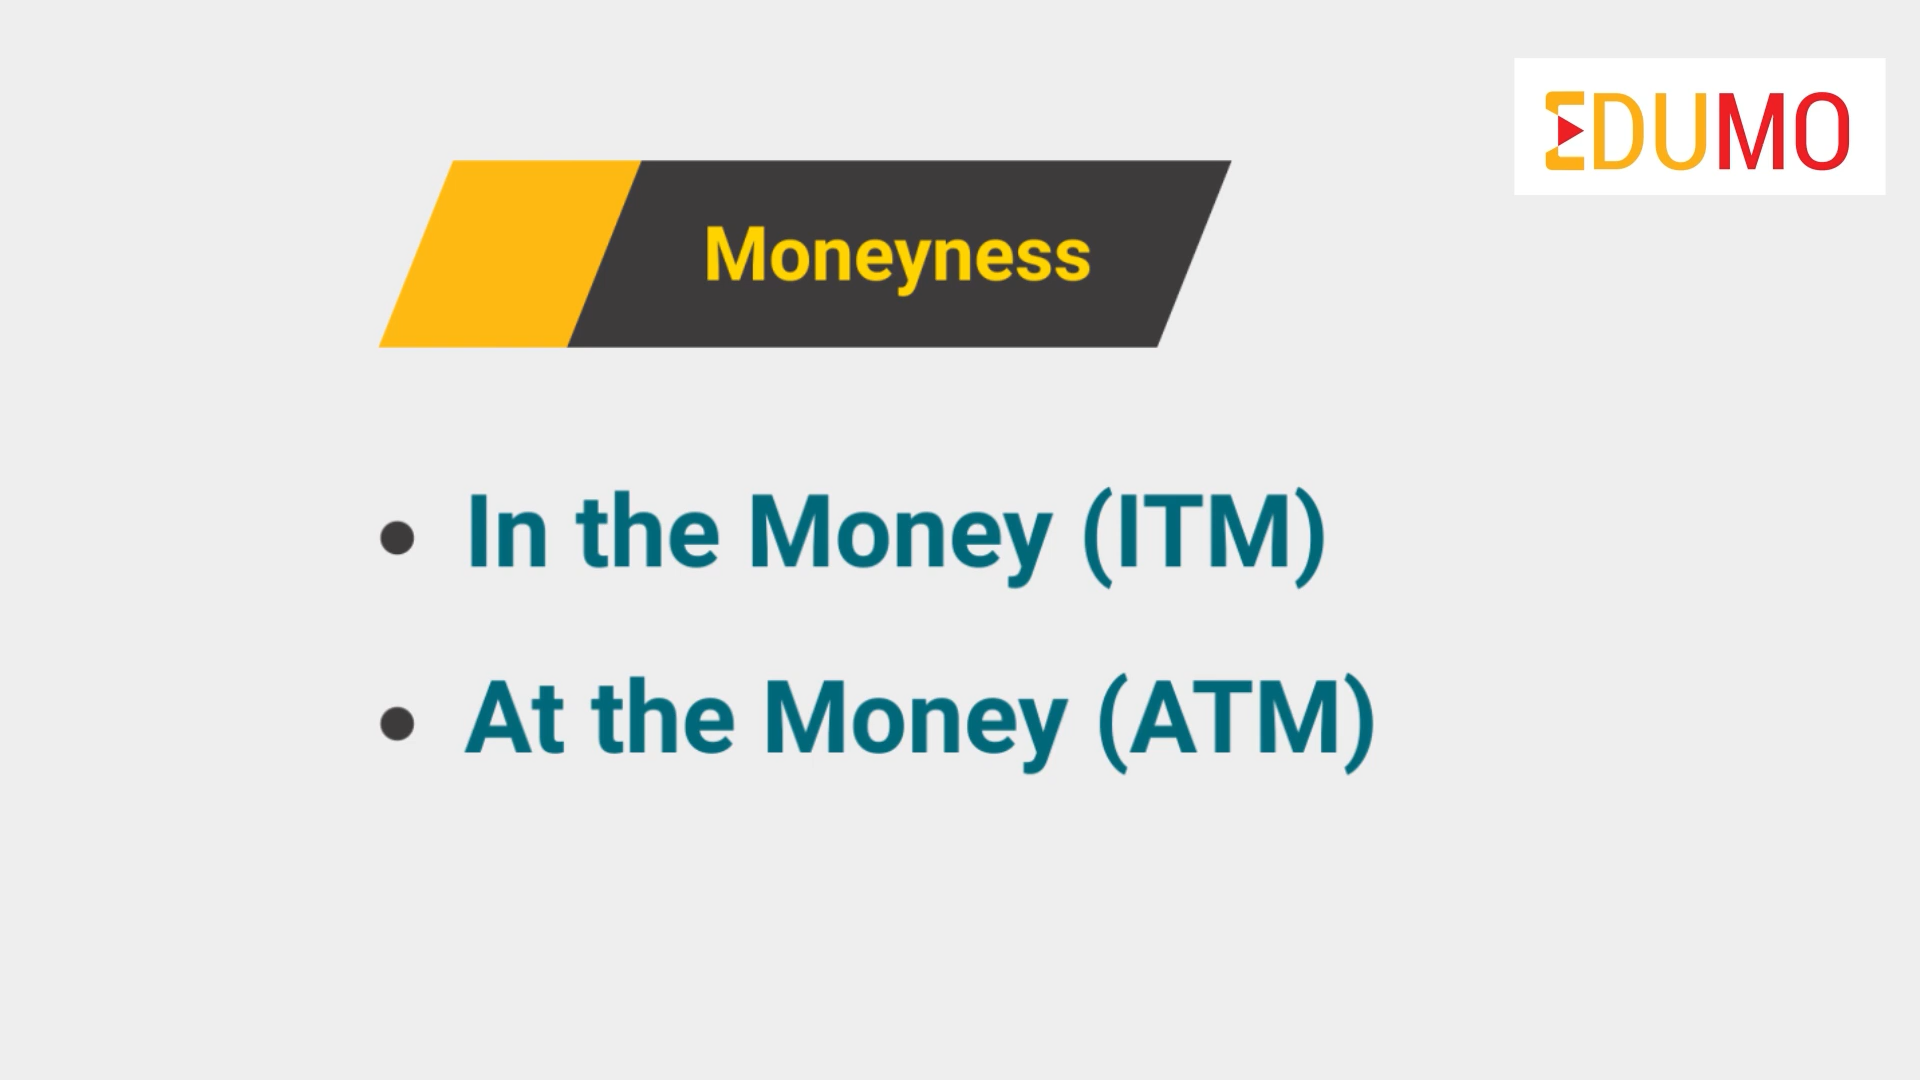 EDUMO
Moneyness
In the Money (ITM)
At the Money (ATM)